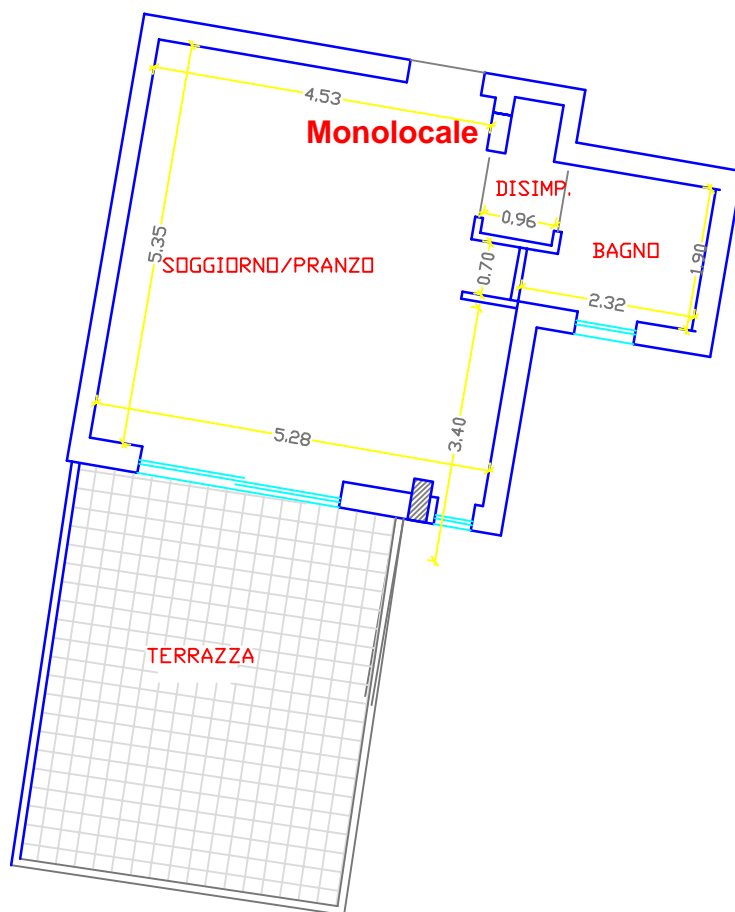 4.53
Monolocale
DISIMP.
0.96
5.35
SOGGIORNO/PRANZO
0.70
BAGNO
1.90
2.32
5.28
3.40
TERRAZZA